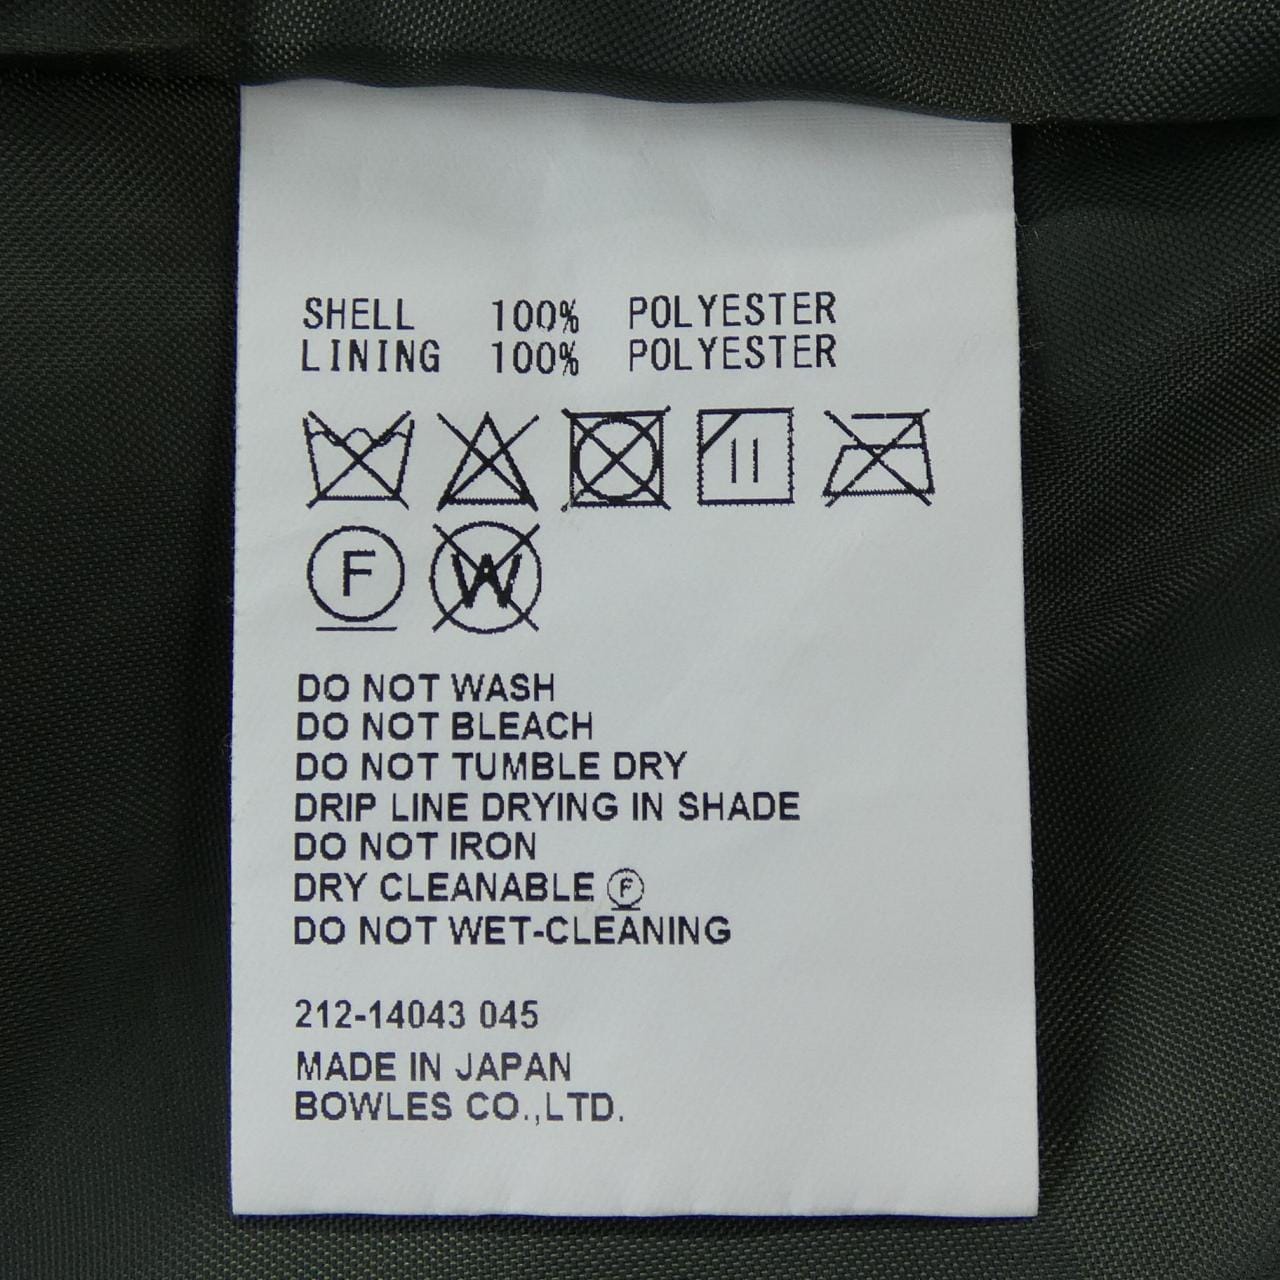 SHELL 100% POLYESTER
LINING 100% POLYESTER
F W
DO NOT WASH
DO NOT BLEACH
DO NOT TUMBLE DRY
DRIP LINE DRYING IN SHADE
DO NOT IRON
DRY CLEANABLE Ⓕ
DO NOT WET-CLEANING
212-14043 045
MADE IN JAPAN
BOWLES CO.,LTD.